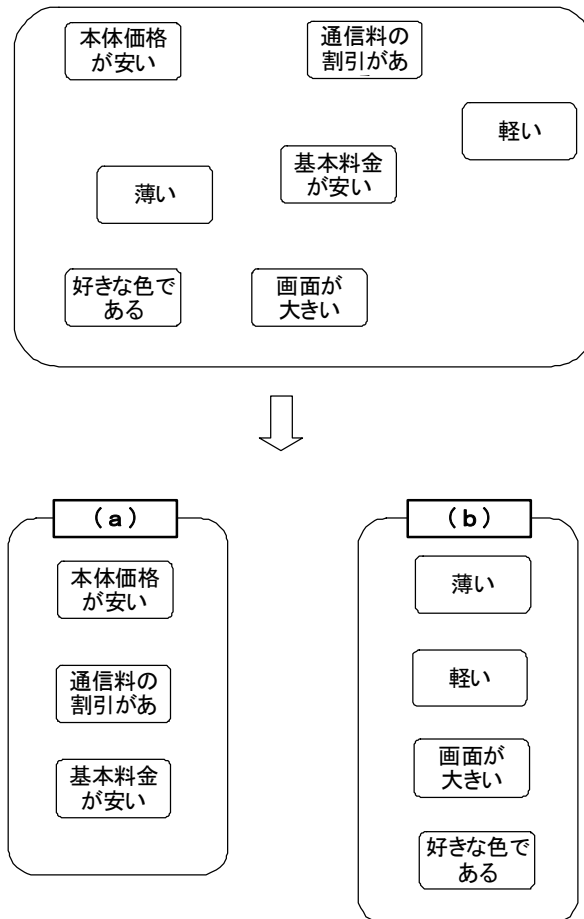 本体価格
が安い
通信料の
割引があ
軽い
基本料金
が安い
薄い
好きな色で
ある
画面が
大きい
(a)
本体価格
が安い
通信料の
割引があ
基本料金
が安い
(b)
薄い
軽い
画面が
大きい
好きな色で
ある